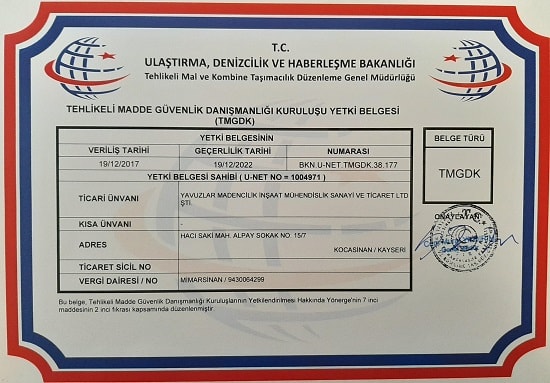 T.C.
ULAŞTIRMA, DENİZCİLİK VE HABERLEŞME BAKANLIĞI
Tehlikeli Mal ve Kombine Taşımacılık Düzenleme Genel Müdürlüğü
TEHLİKELİ MADDE GÜVENLİK DANIŞMANLIĞI KURULUŞU YETKİ BELGESİ
(TMGDK)
YETKİ BELGESİNİN
VERİLİŞ TARİHİ GEÇERLİLİK TARİHİ NUMARASI
19/12/2017 19/12/2022 BKN.U-NET.TMGDK.38.177
YETKİ BELGESİ SAHİBİ ( U-NET NO = 1004971 )
BELGE TÜRÜ
TMGDK
TİCARİ ÜNVANI YAVUZLAR MADENCİLİK İNŞAAT MÜHENDİSLİK SANAYİ VE TİCARET LTD
ŞTİ.
KISA ÜNVANI
ADRES HACI SAKİ MAH. ALPAY SOKAK NO: 15/7
KOCASİNAN / KAYSERİ
TİCARET SİCİL NO
VERGİ DAİRESİ / NO MİMARSİNAN / 9430064299
ONAYLAYAN
Bu belge, Tehlikeli Madde Güvenlik Danışmanlığı Kuruluşlarının Yetkilendirilmesi Hakkında Yönerge'nin 7 inci
maddesinin 2 inci fıkrası kapsamında düzenlenmiştir.